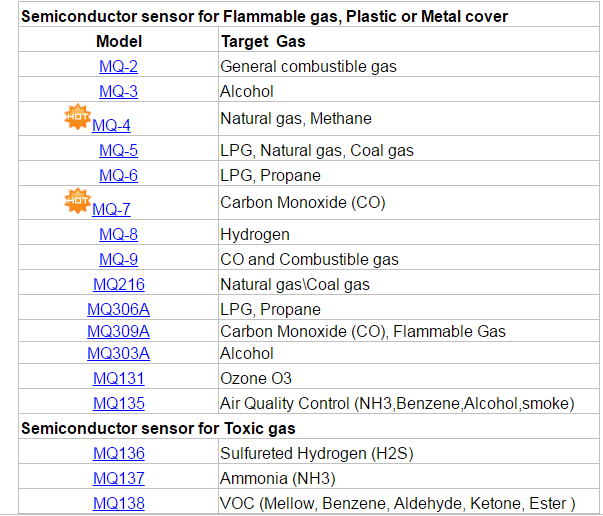 Semiconductor sensor for Flammable gas, Plastic or Metal cover
Model Target Gas
MQ-2 General combustible gas
MQ-3 Alcohol
HOT MQ-4 Natural gas, Methane
MQ-5 LPG, Natural gas, Coal gas
MQ-6 LPG, Propane
HOT MQ-7 Carbon Monoxide (CO)
MQ-8 Hydrogen
MQ-9 CO and Combustible gas
MQ216 Natural gas\Coal gas
MQ306A LPG, Propane
MQ309A Carbon Monoxide (CO), Flammable Gas
MQ303A Alcohol
MQ131 Ozone O3
MQ135 Air Quality Control (NH3,Benzene,Alcohol,smoke)
Semiconductor sensor for Toxic gas
MQ136 Sulfureted Hydrogen (H2S)
MQ137 Ammonia (NH3)
MQ138 VOC (Mellow, Benzene, Aldehyde, Ketone, Ester )